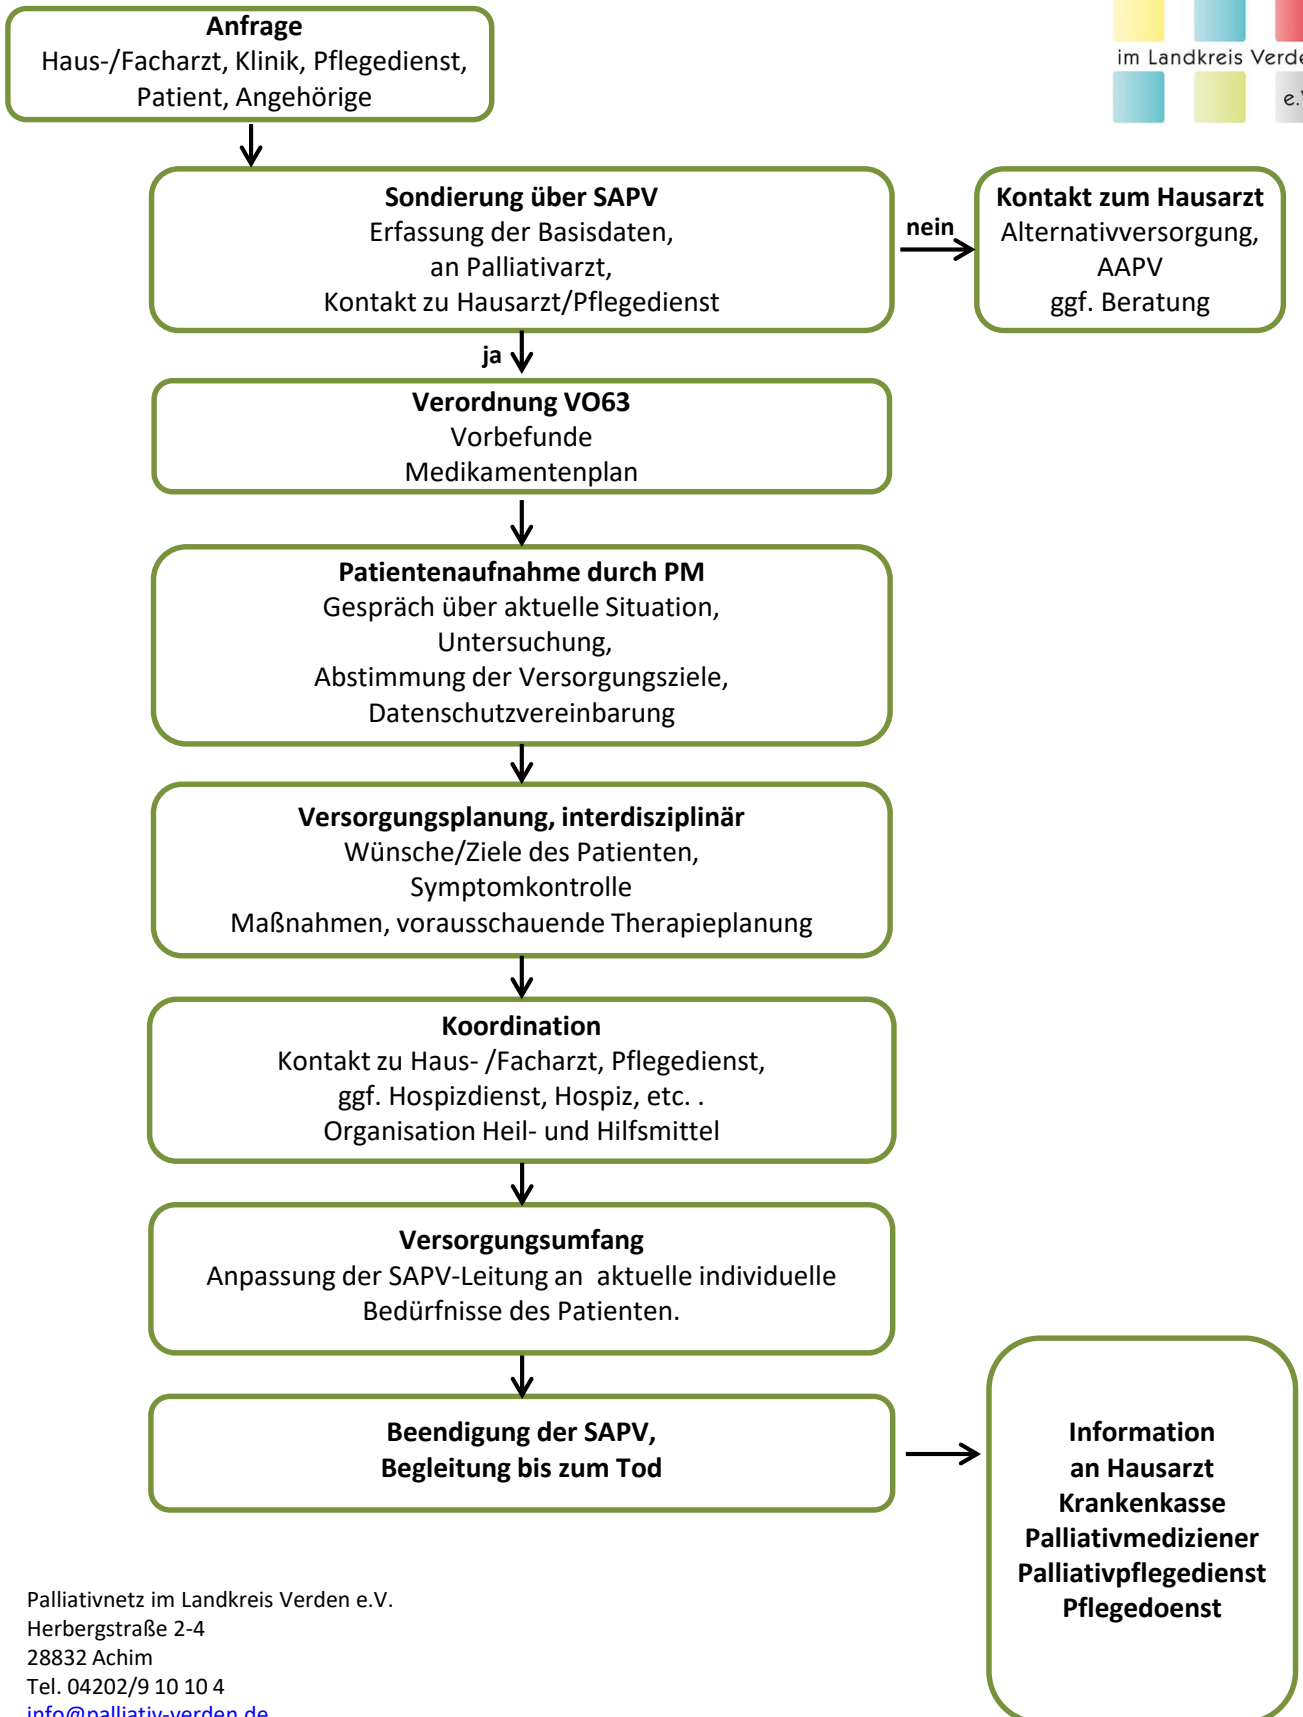 Anfrage
Haus-/Facharzt, Klinik, Pflegedienst,
Patient, Angehörige
im Landkreis Verde
e.V
Sondierung über SAPV
Erfassung der Basisdaten,
an Palliativarzt,
Kontakt zu Hausarzt/Pflegedienst
nein
Kontakt zum Hausarzt
Alternativversorgung,
AAPV
ggf. Beratung
ja
Verordnung VO63
Vorbefunde
Medikamentenplan
Patientenaufnahme durch PM
Gespräch über aktuelle Situation,
Untersuchung,
Abstimmung der Versorgungsziele,
Datenschutzvereinbarung
Versorgungsplanung, interdisziplinär
Wünsche/Ziele des Patienten,
Symptomkontrolle
Maßnahmen, vorausschauende Therapieplanung
Koordination
Kontakt zu Haus- /Facharzt, Pflegedienst,
ggf. Hospizdienst, Hospiz, etc. .
Organisation Heil- und Hilfsmittel
Versorgungsumfang
Anpassung der SAPV-Leitung an  aktuelle individuelle
Bedürfnisse des Patienten.
Beendigung der SAPV,
Begleitung bis zum Tod
Information
an Hausarzt
Krankenkasse
Palliativmediziener
Palliativpflegedienst
Pflegedoenst
Palliativnetz im Landkreis Verden e.V.
Herbergstraße 2-4
28832 Achim
Tel. 04202/9 10 10 4
info@palliativ-verden.de